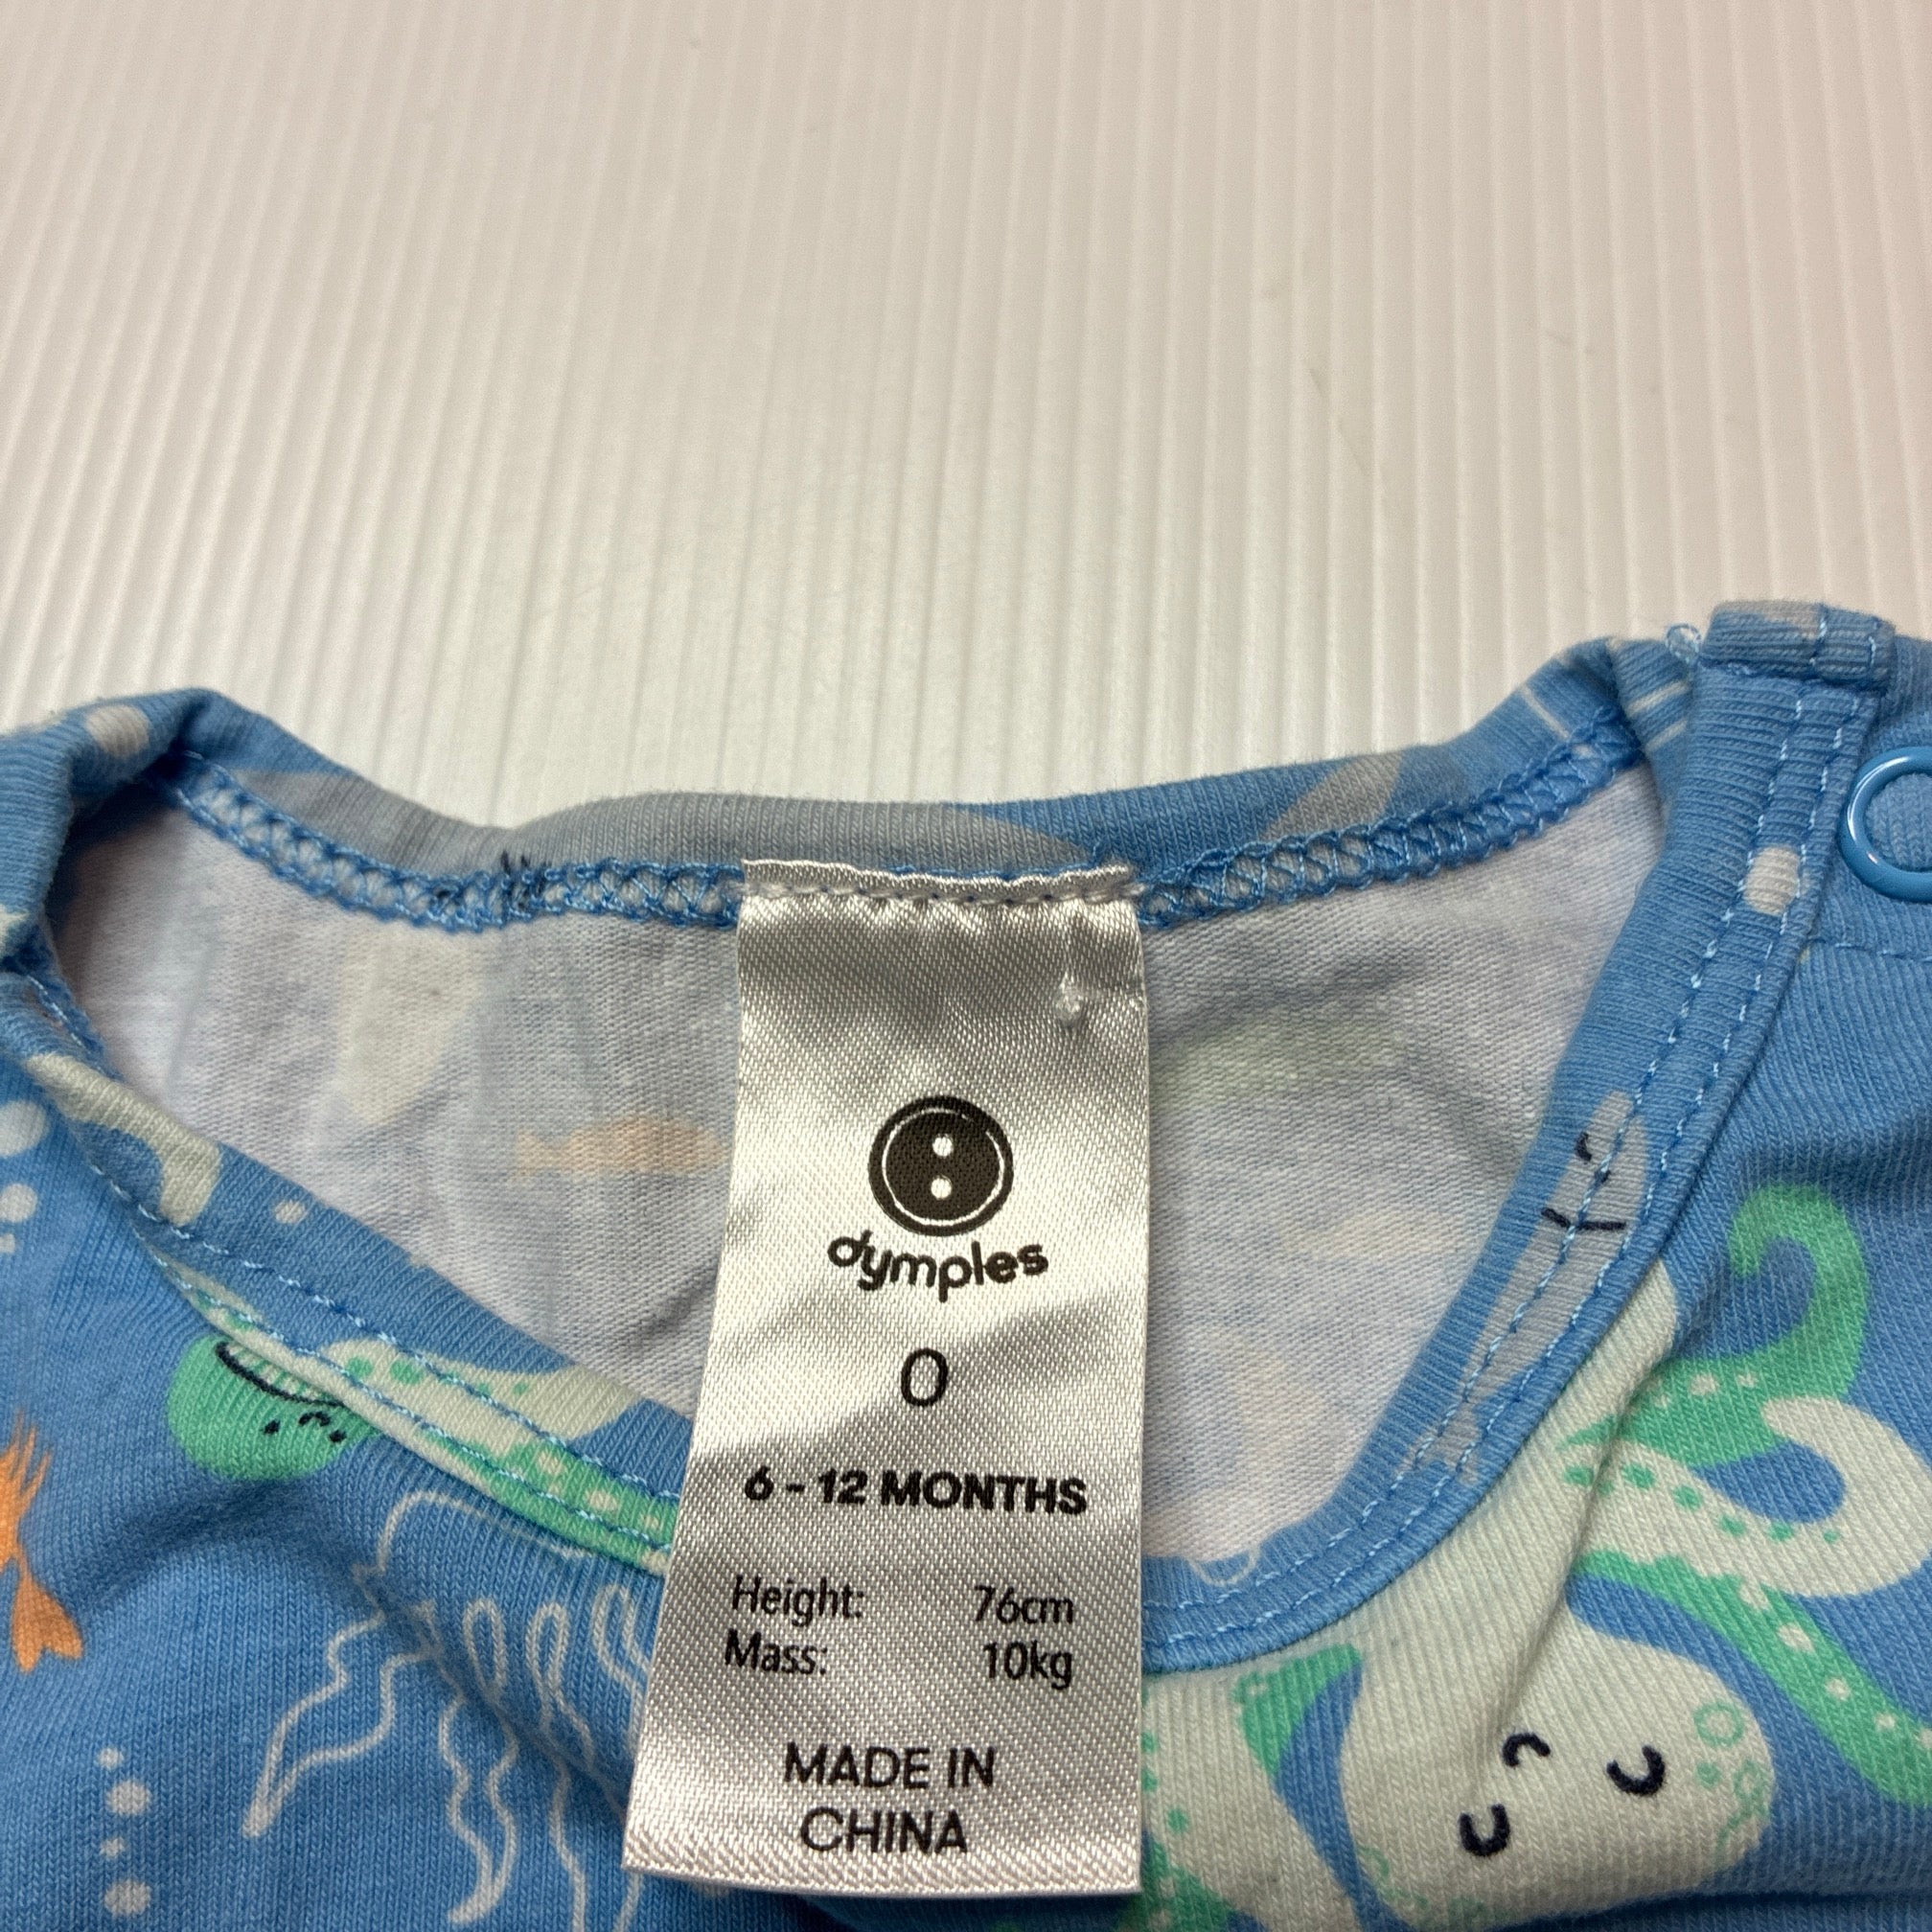 dymples
0
6 - 12 MONTHS
Height: 76cm
Mass: 10kg
MADE IN
CHINA